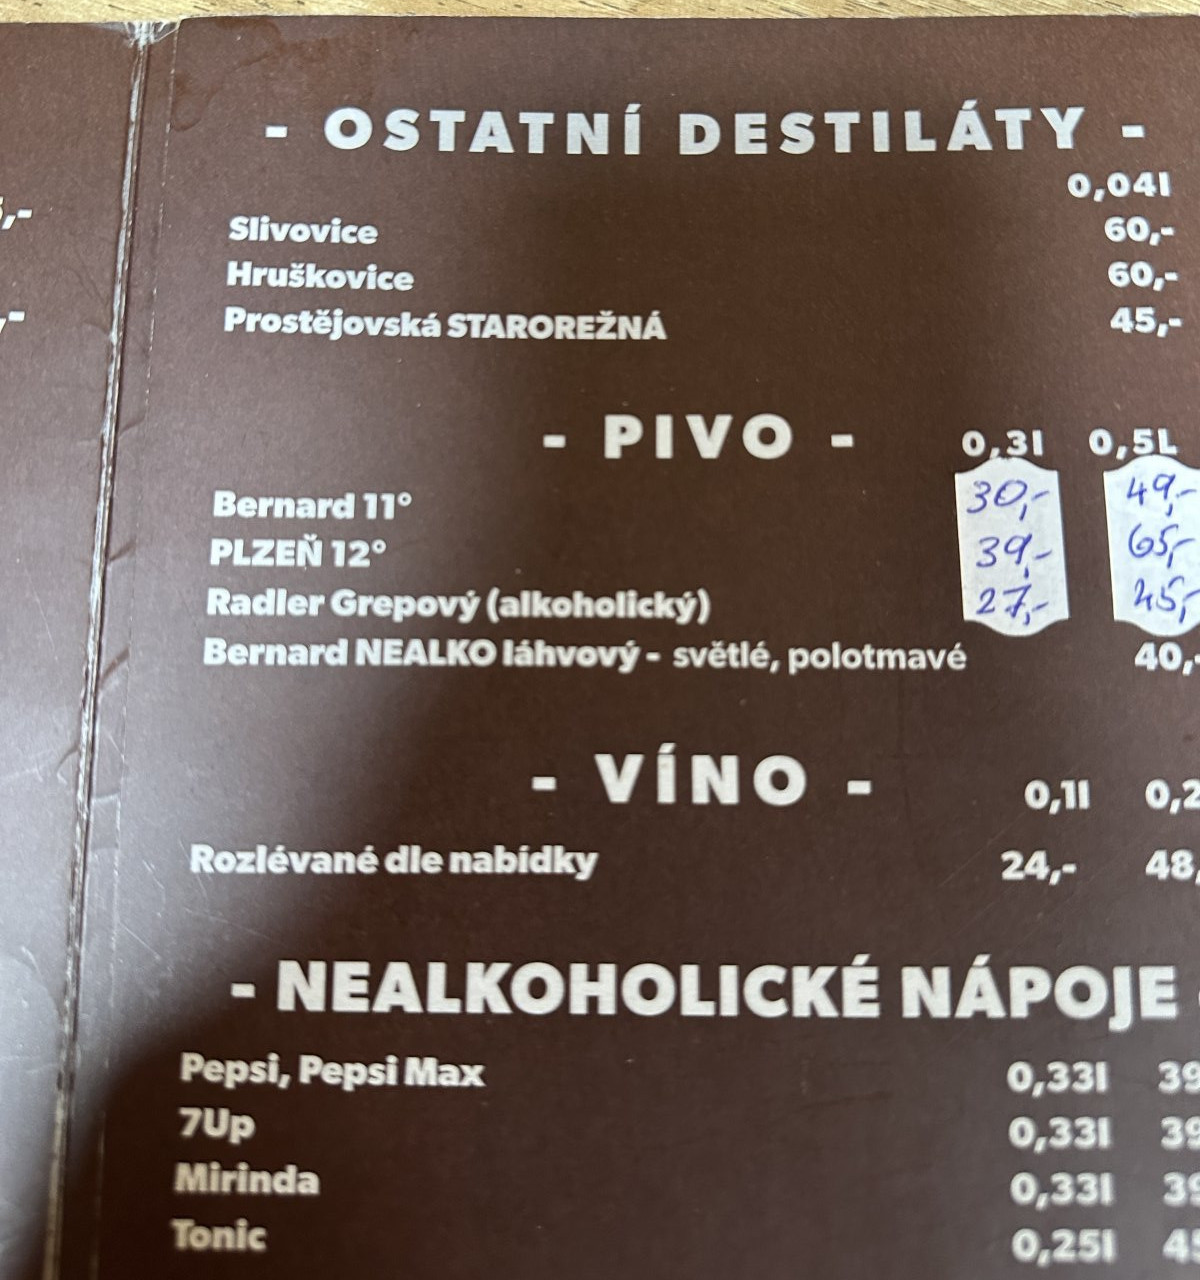 - OSTATNÍ DESTILÁTY -
0,04l
Slivovice 60,-
Hruškovice 60,-
Prostějovská STAROREŽNÁ 45,-
- PIVO - 0,3l 0,5L
Bernard 11° 30,- 49,-
PLZEŇ 12° 39,- 65,-
Radler Grepový (alkoholický) 27,- 45,-
Bernard NEALKO láhvový - světlé, polotmavé 40,-
- VÍNO - 0,1l
Rozlévané dle nabídky 24,- 48,
- NEALKOHOLICKÉ NÁPOJE
Pepsi, Pepsi Max 0,33l 39
7Up 0,33l 39
Mirinda 0,33l 39
Tonic 0,25l